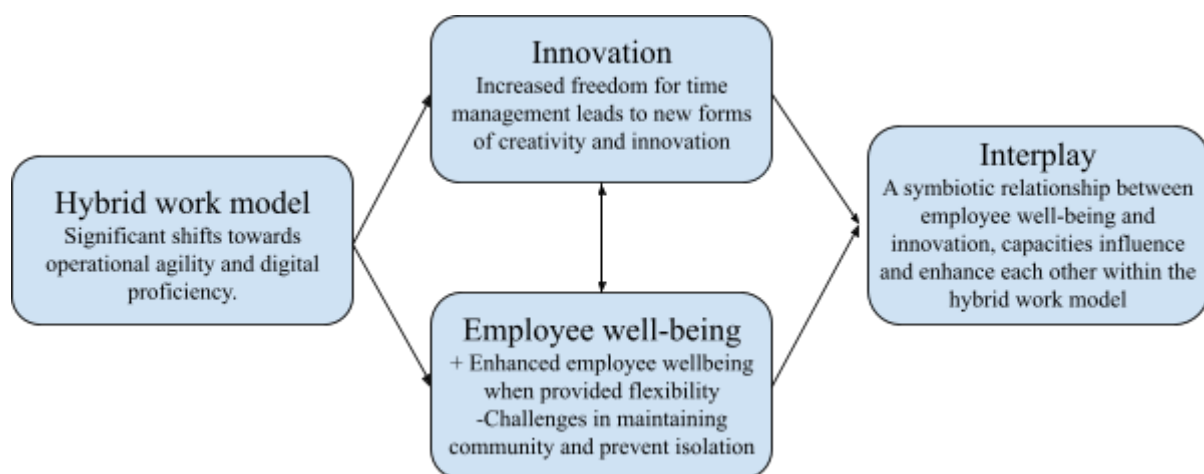 Hybrid work model
Significant shifts towards
operational agility and digital
proficiency.
Innovation
Increased freedom for time
management leads to new forms
of creativity and innovation
Employee well-being
+ Enhanced employee wellbeing
when provided flexibility
-Challenges in maintaining
community and prevent isolation
Interplay
A symbiotic relationship between
employee well-being and
innovation, capacities influence
and enhance each other within the
hybrid work model